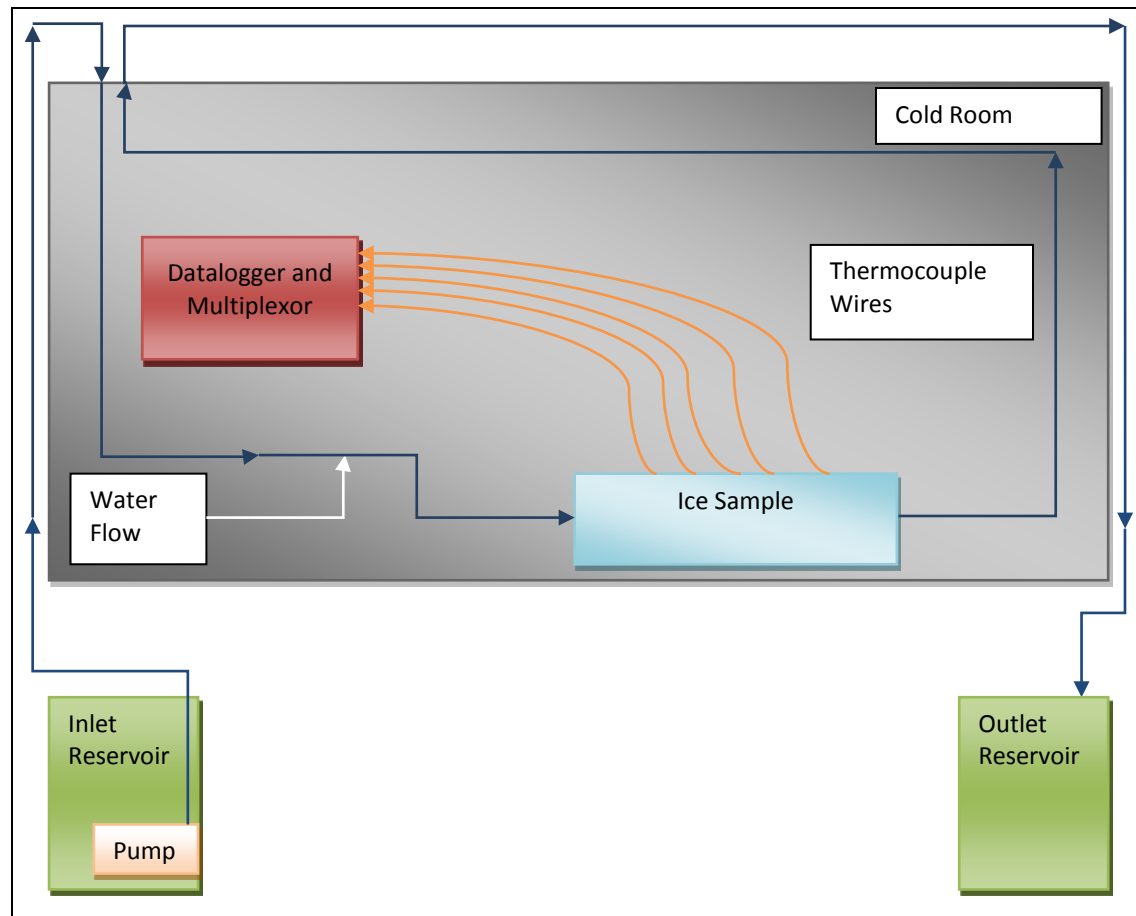 Cold Room
Datalogger and
Multiplexor
Thermocouple
Wires
Water
Flow
Ice Sample
Inlet
Reservoir
Pump
Outlet
Reservoir